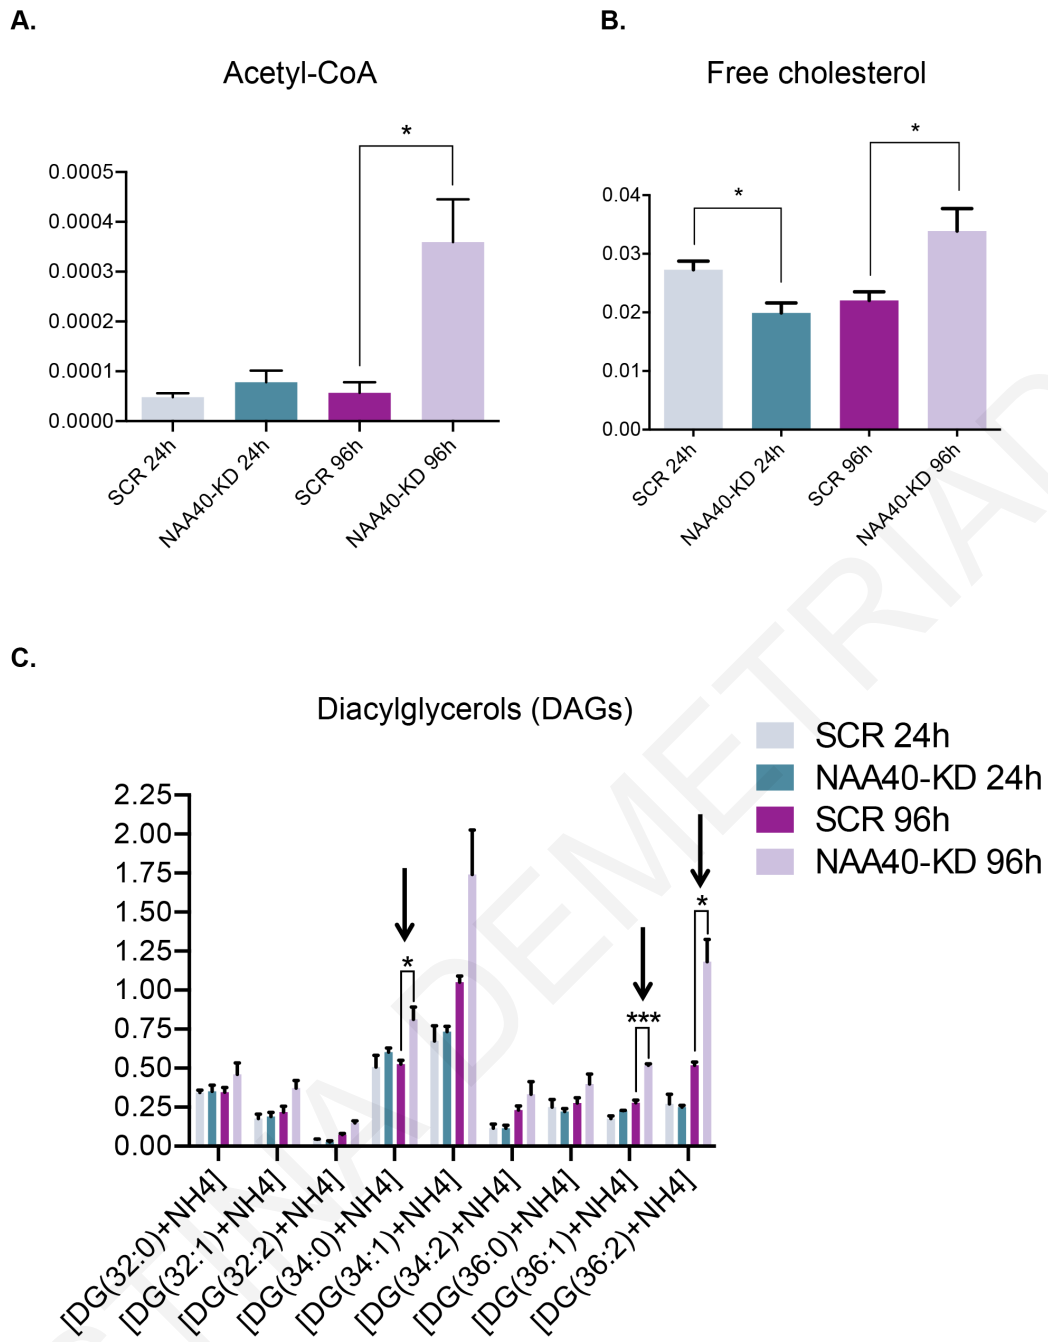 A.
Acetyl-CoA
*
0.0005
0.0004
0.0003
0.0002
0.0001
0.0000
SCR 24h
NAA40-KD 24h
SCR 96h
NAA40-KD 96h
B.
Free cholesterol
*
*
0.04
0.03
0.02
0.01
0.00
SCR 24h
NAA40-KD 24h
SCR 96h
NAA40-KD 96h
C.
Diacylglycerols (DAGs)
SCR 24h
NAA40-KD 24h
SCR 96h
NAA40-KD 96h
2.25
2.00
1.75
1.50
1.25
1.00
0.75
0.50
0.25
0.00
*
***
*
[DG(32:0)+NH4]
[DG(32:1)+NH4]
[DG(32:2)+NH4]
[DG(34:0)+NH4]
[DG(34:1)+NH4]
[DG(34:2)+NH4]
[DG(36:0)+NH4]
[DG(36:1)+NH4]
[DG(36:2)+NH4]